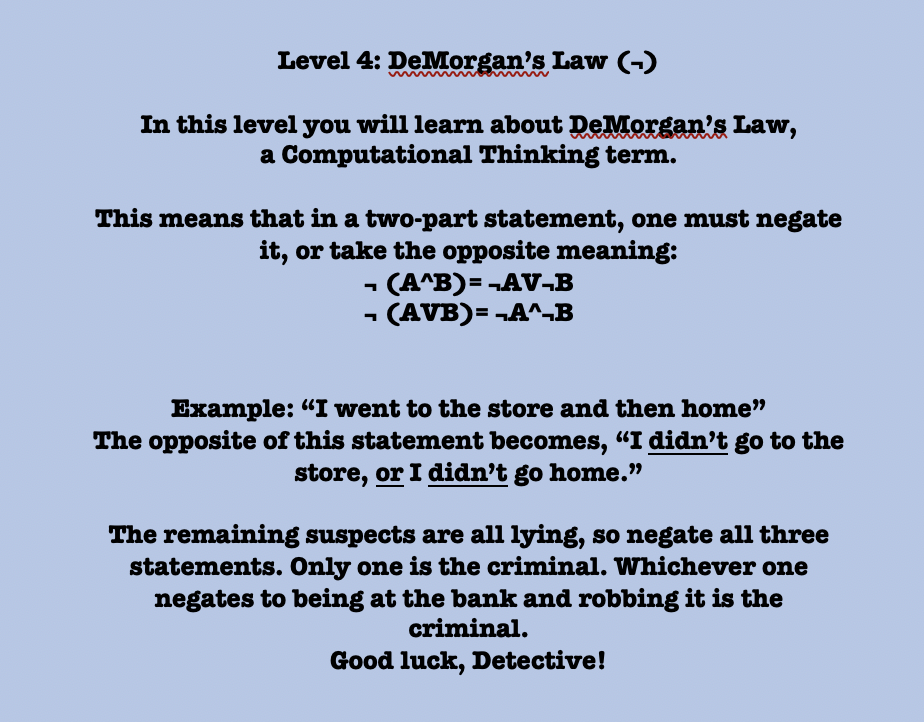 Level 4: DeMorgan’s Law (¬)
In this level you will learn about DeMorgan’s Law,
a Computational Thinking term.
This means that in a two-part statement, one must negate
it, or take the opposite meaning:
¬ (A^B)= ¬AV¬B
¬ (AVB)= ¬A^¬B
Example: “I went to the store and then home”
The opposite of this statement becomes, “I didn’t go to the
store, or I didn’t go home.”
The remaining suspects are all lying, so negate all three
statements. Only one is the criminal. Whichever one
negates to being at the bank and robbing it is the
criminal.
Good luck, Detective!